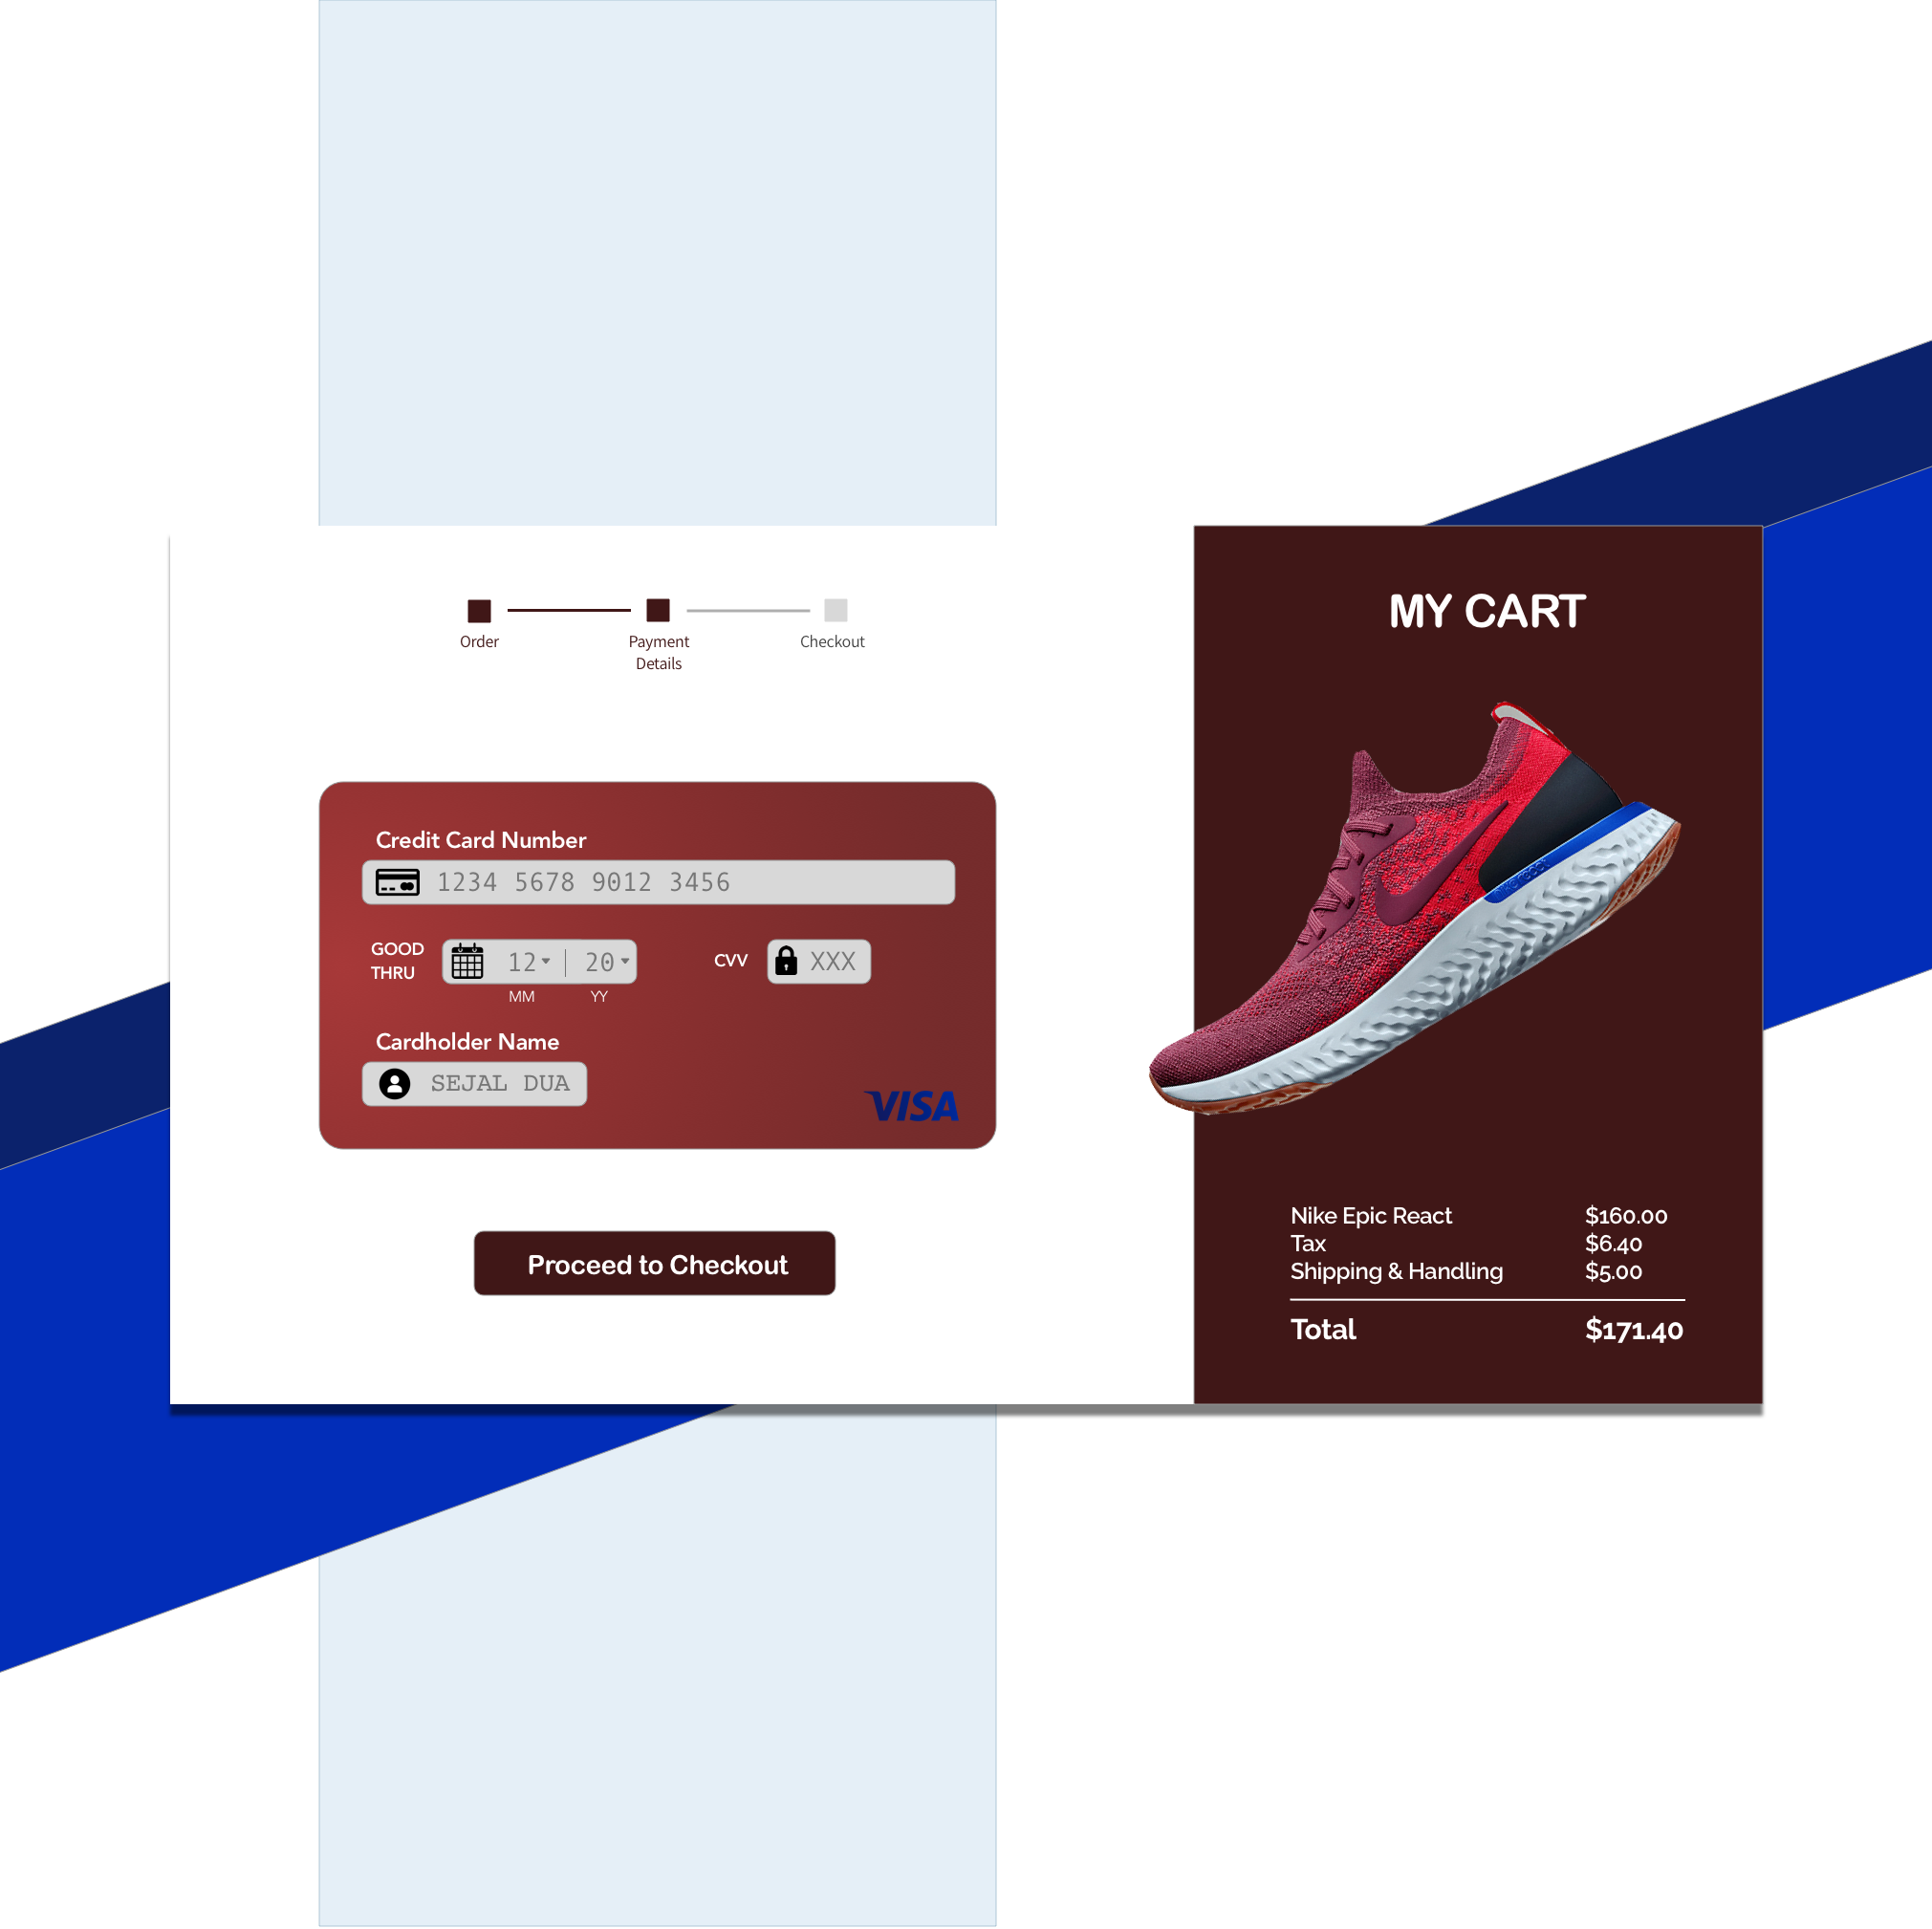 Order
Payment
Details
Checkout
Credit Card Number
1234 5678 9012 3456
GOOD
THRU
12 | 20
MM YY
CVV
XXX
Cardholder Name
SEJAL DUA
VISA
Proceed to Checkout
MY CART
Nike Epic React $160.00
Tax $6.40
Shipping & Handling $5.00
Total $171.40